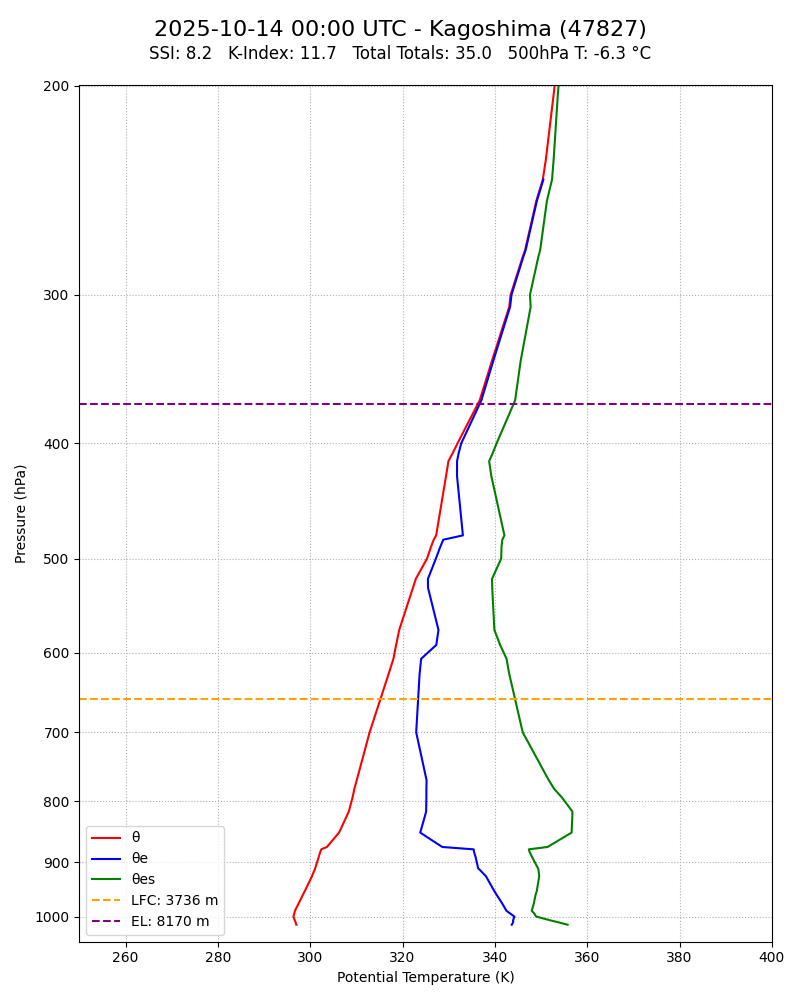 2025-10-14 00:00 UTC - Kagoshima (47827)
SSI: 8.2   K-Index: 11.7   Total Totals: 35.0   500hPa T: -6.3 °C
200
300
400
500
600
700
800
900
1000
Pressure (hPa)
θ
θe
θes
LFC: 3736 m
EL: 8170 m
260 280 300 320 340 360 380 400
Potential Temperature (K)